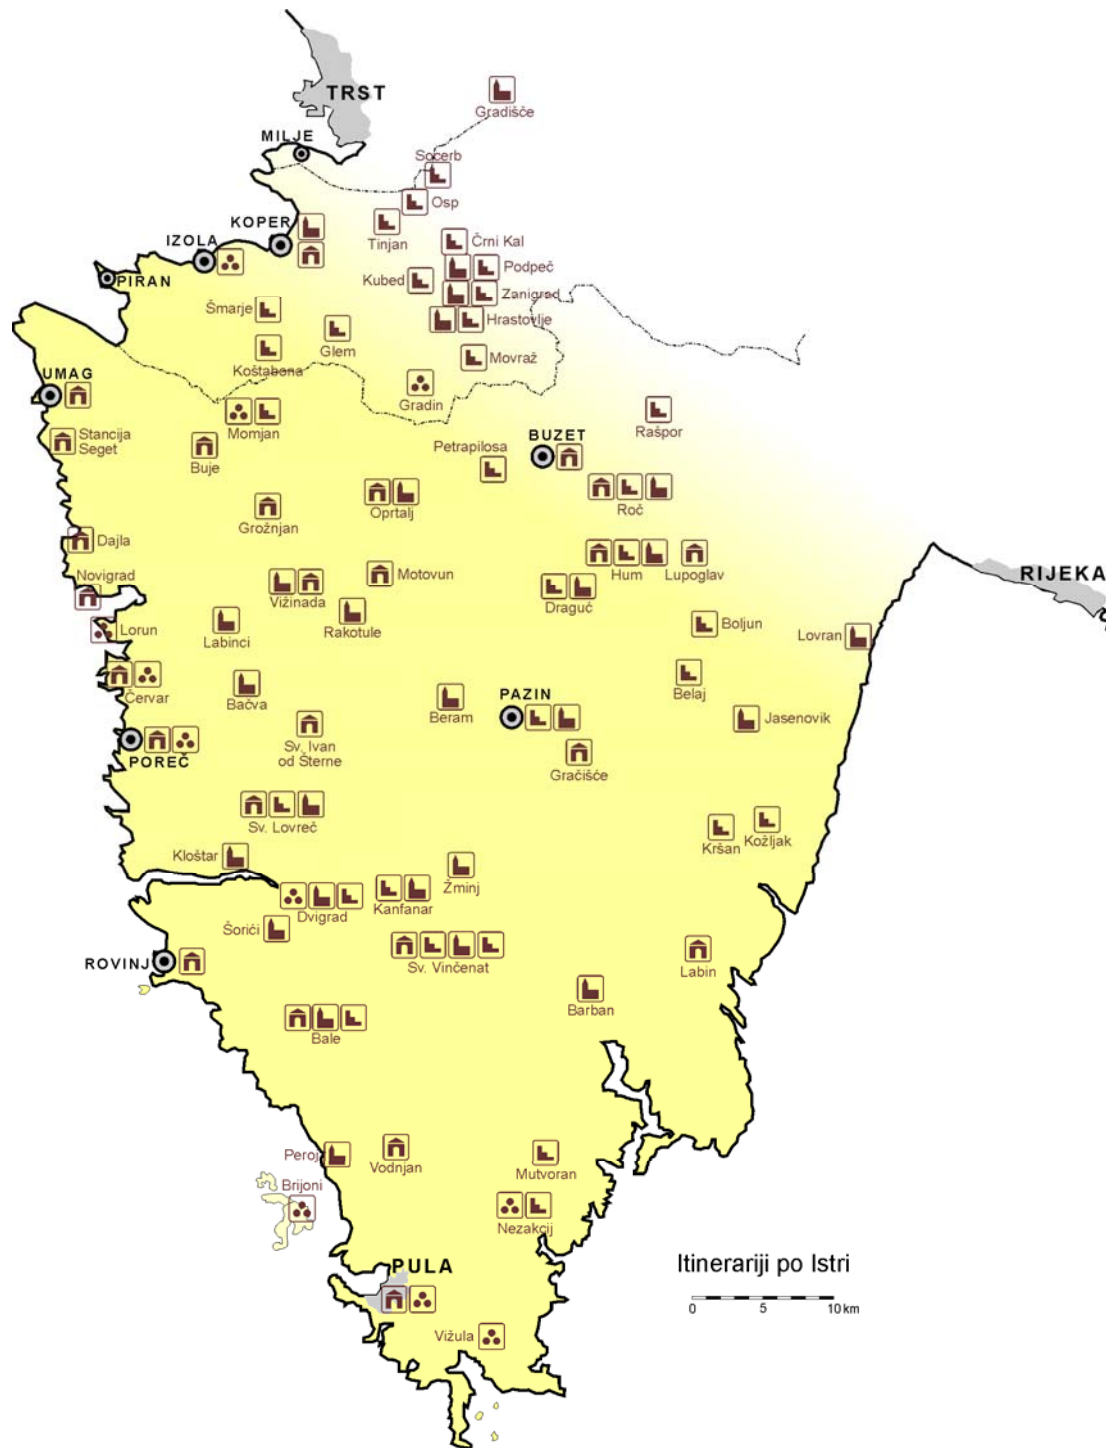 TRST
Gradišče
MILJE
Socerb
Osp
KOPER
Tinjan
IZOLA
Črni Kal
Podpeč
Kubed
PIRAN
Zanigrad
Šmarje
Hrastovlje
Glem
Movraž
Koštabona
UMAG
Gradin
Momjan
Rašpor
Stancija
Seget
Buje
BUZET
Petrapilosa
Oprtalj
Roč
Grožnjan
Dajla
Hum
Lupoglav
RIJEKA
Novigrad
Motovun
Vižinada
Draguč
Rakotule
Boljun
Lorun
Labinci
Lovran
Belaj
Červar
Bačva
Beram
PAZIN
Jasenovik
Sv. Ivan
od Šterne
POREČ
Gračišće
Sv. Lovreč
Kršan
Kožljak
Kloštar
Žminj
Dvigrad
Kanfanar
Šorići
Sv. Vinčenat
Labin
ROVINJ
Barban
Bale
Peroj
Vodnjan
Mutvoran
Brijoni
Nezakcij
PULA
Itinerariji po Istri
0 5 10 km
Vižula